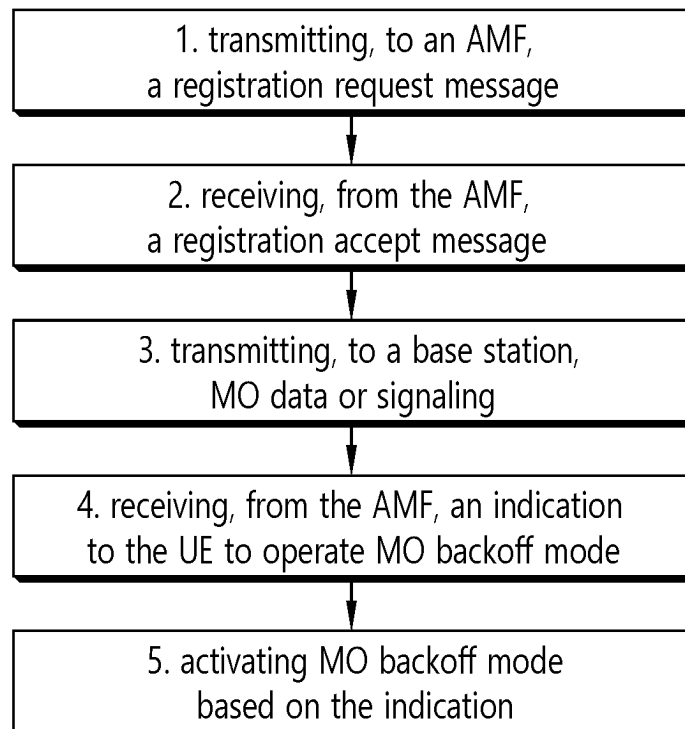 1. transmitting, to an AMF,
a registration request message
2. receiving, from the AMF,
a registration accept message
3. transmitting, to a base station,
MO data or signaling
4. receiving, from the AMF, an indication
to the UE to operate MO backoff mode
5. activating MO backoff mode
based on the indication